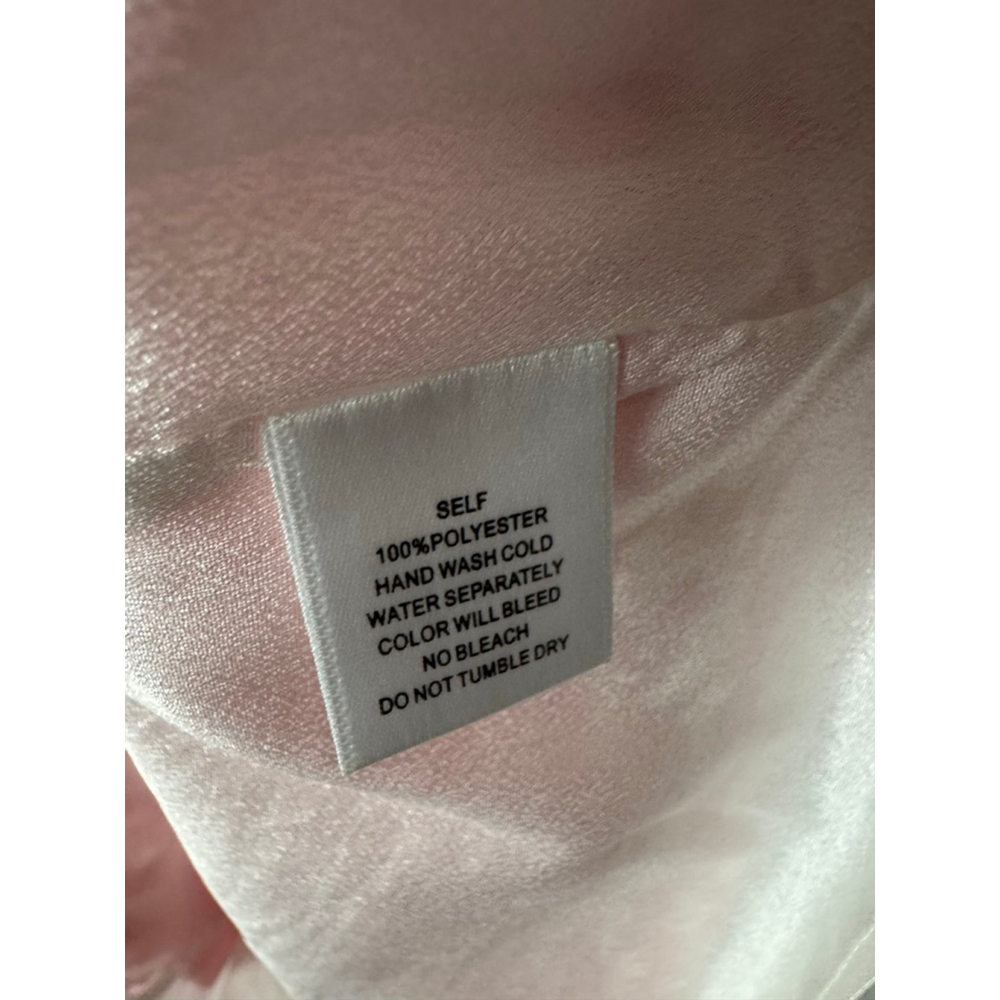 SELF
100%POLYESTER
HAND WASH COLD
WATER SEPARATELY
COLOR WILL BLEED
NO BLEACH
DO NOT TUMBLE DRY